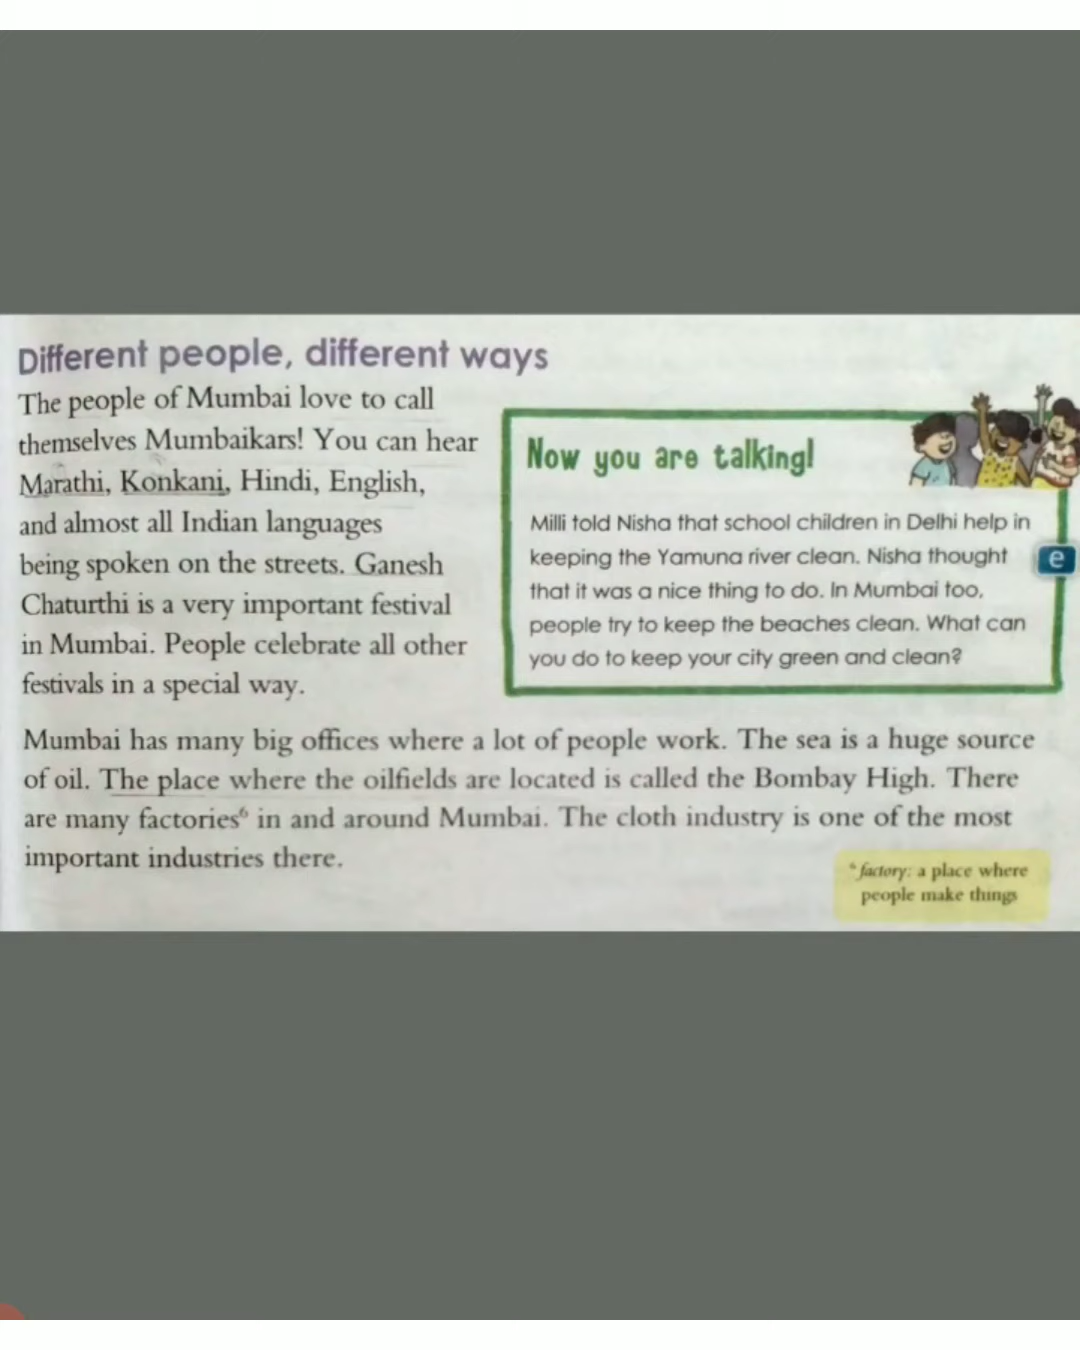 Different people, different ways
The people of Mumbai love to call
themselves Mumbaikars! You can hear
Marathi, Konkani, Hindi, English,
and almost all Indian languages
being spoken on the streets. Ganesh
Chaturthi is a very important festival
in Mumbai. People celebrate all other
festivals in a special way.
Now you are talking!
Milli told Nisha that school children in Delhi help in
keeping the Yamuna river clean. Nisha thought
that it was a nice thing to do. In Mumbai too,
people try to keep the beaches clean. What can
you do to keep your city green and clean?
e
Mumbai has many big offices where a lot of people work. The sea is a huge source
of oil. The place where the oilfields are located is called the Bombay High. There
are many factories⁶ in and around Mumbai. The cloth industry is one of the most
important industries there.
⁶factory: a place where
people make things